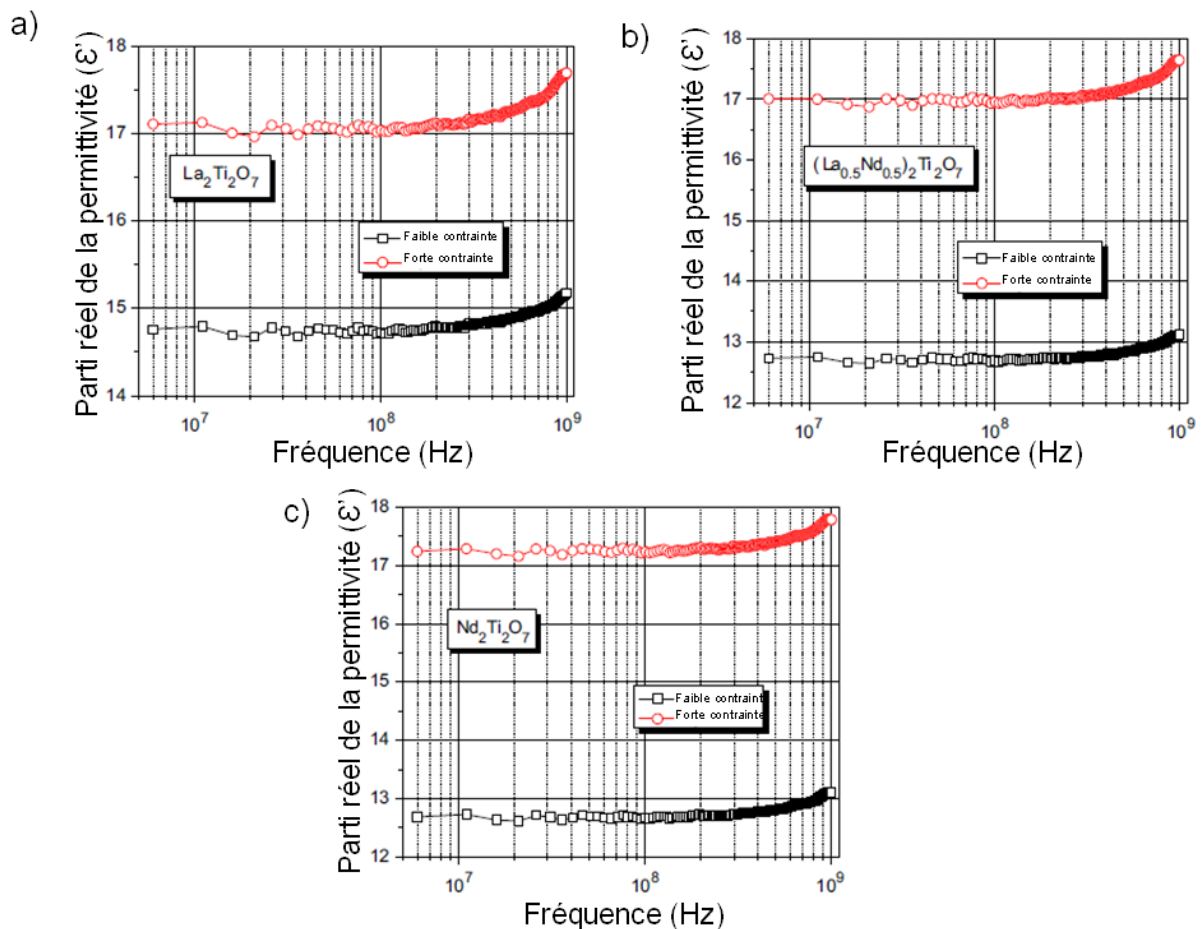 a)
Parti réel de la permittivité (ε')
18
17
16
15
14
La2Ti2O7
Faible contrainte
Forte contrainte
10^7
10^8
10^9
Fréquence (Hz)
b)
Parti réel de la permittivité (ε')
18
17
16
15
14
13
12
(La0.5Nd0.5)2Ti2O7
Faible contrainte
Forte contrainte
10^7
10^8
10^9
Fréquence (Hz)
c)
Parti réel de la permittivité (ε')
18
17
16
15
14
13
12
Nd2Ti2O7
Faible contraint
Forte contrainte
10^7
10^8
10^9
Fréquence (Hz)